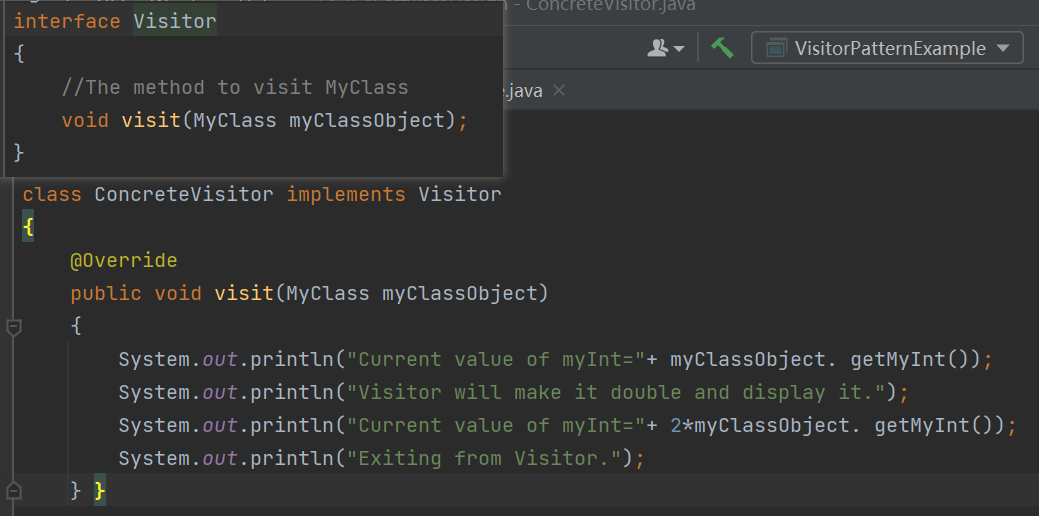 - ConcreteVisitor.java
interface Visitor
{
//The method to visit MyClass
void visit(MyClass myClassObject);
}
VisitorPatternExample
.java
class ConcreteVisitor implements Visitor
{
@Override
public void visit(MyClass myClassObject)
{
System.out.println("Current value of myInt="+ myClassObject. getMyInt());
System.out.println("Visitor will make it double and display it.");
System.out.println("Current value of myInt="+ 2*myClassObject. getMyInt());
System.out.println("Exiting from Visitor.");
} }